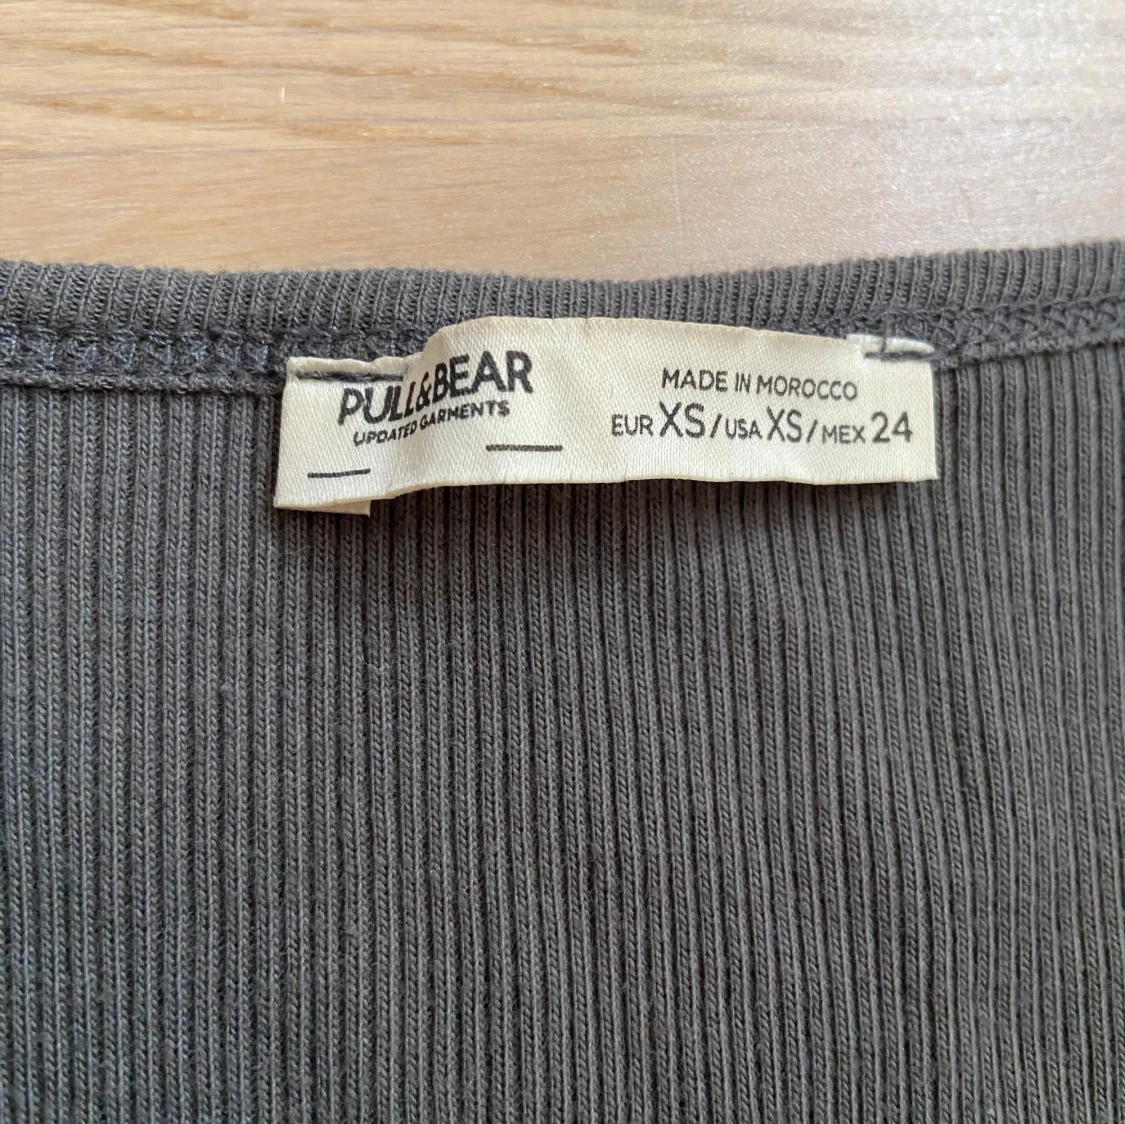 PULL&BEAR
UPDATED GARMENTS
MADE IN MOROCCO
EUR XS / USA XS / MEX 24